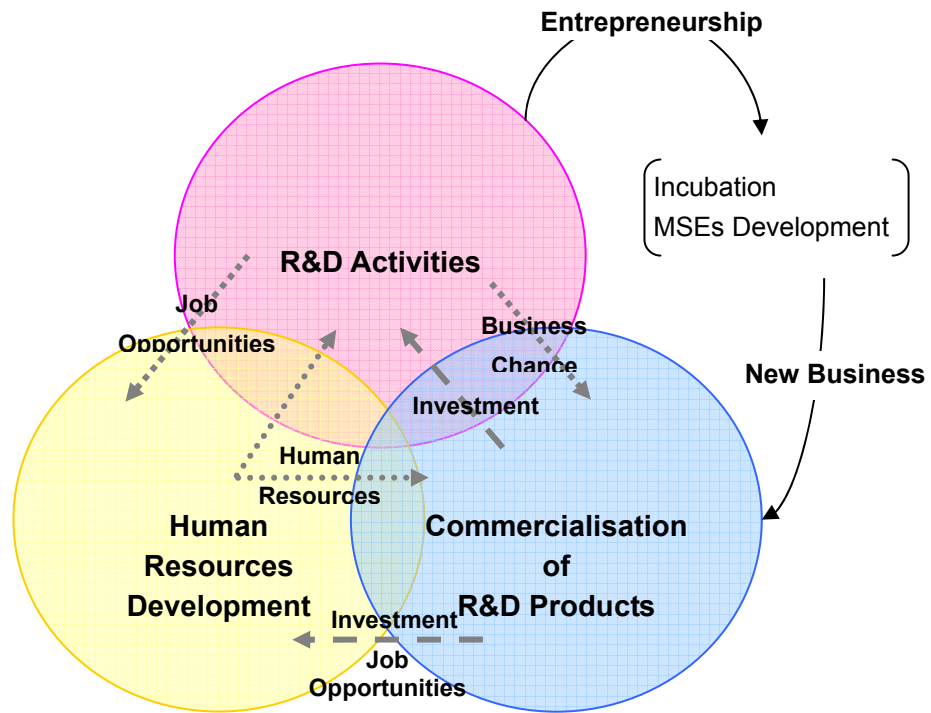 Entrepreneurship
Incubation
MSEs Development
R&D Activities
Job
Opportunities
Business
Chance
New Business
Investment
Human
Resources
Human
Resources
Development
Commercialisation
of
R&D Products
Investment
Job
Opportunities